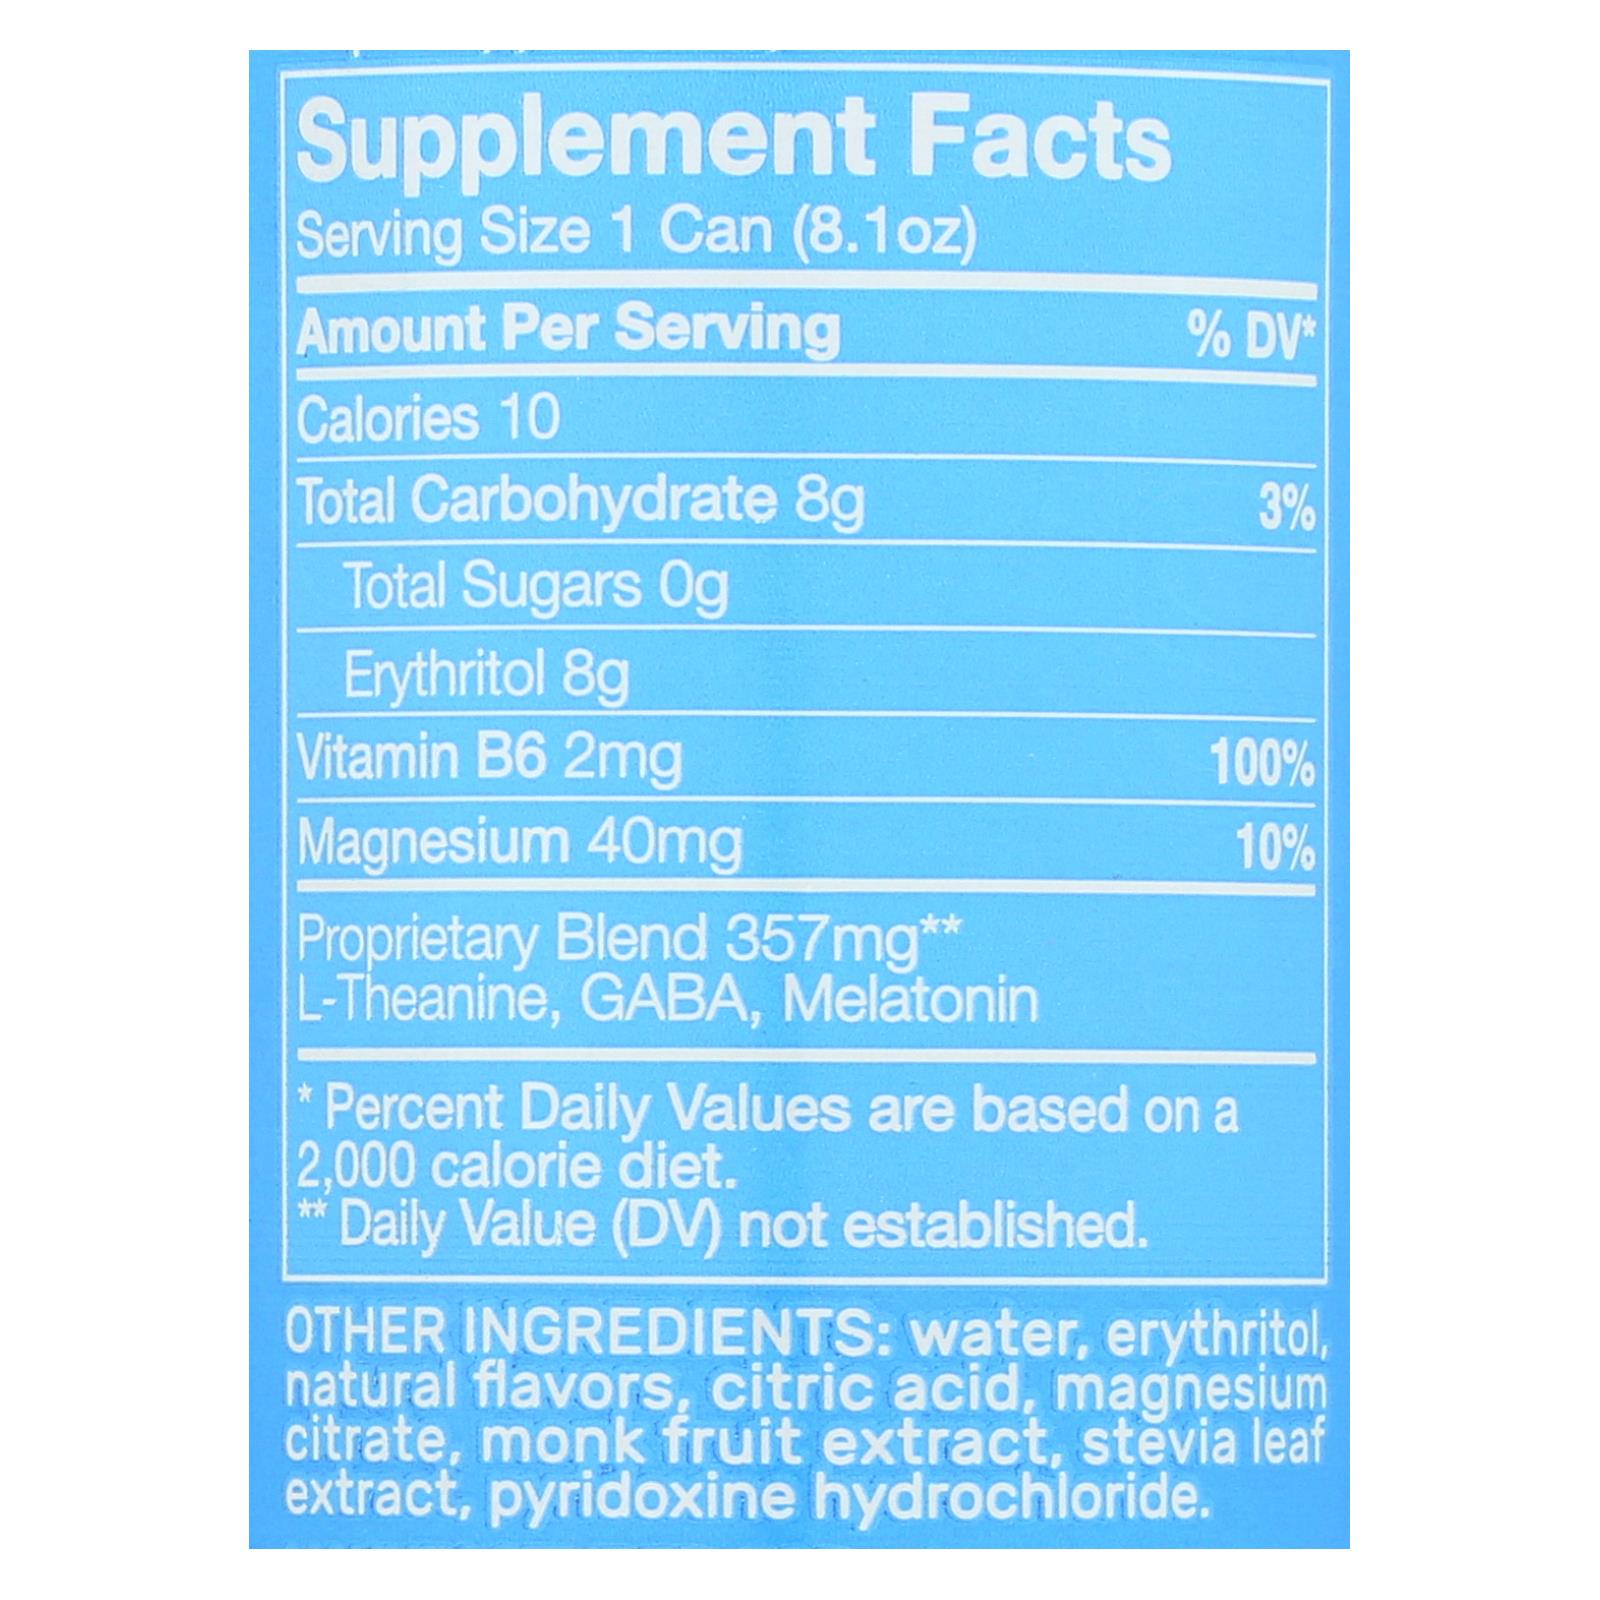 Supplement Facts
Serving Size 1 Can (8.1oz)
Amount Per Serving % DV*
Calories 10
Total Carbohydrate 8g 3%
Total Sugars 0g
Erythritol 8g
Vitamin B6 2mg 100%
Magnesium 40mg 10%
Proprietary Blend 357mg**
L-Theanine, GABA, Melatonin
* Percent Daily Values are based on a
2,000 calorie diet.
** Daily Value (DV) not established.
OTHER INGREDIENTS: water, erythritol,
natural flavors, citric acid, magnesium
citrate, monk fruit extract, stevia leaf
extract, pyridoxine hydrochloride.